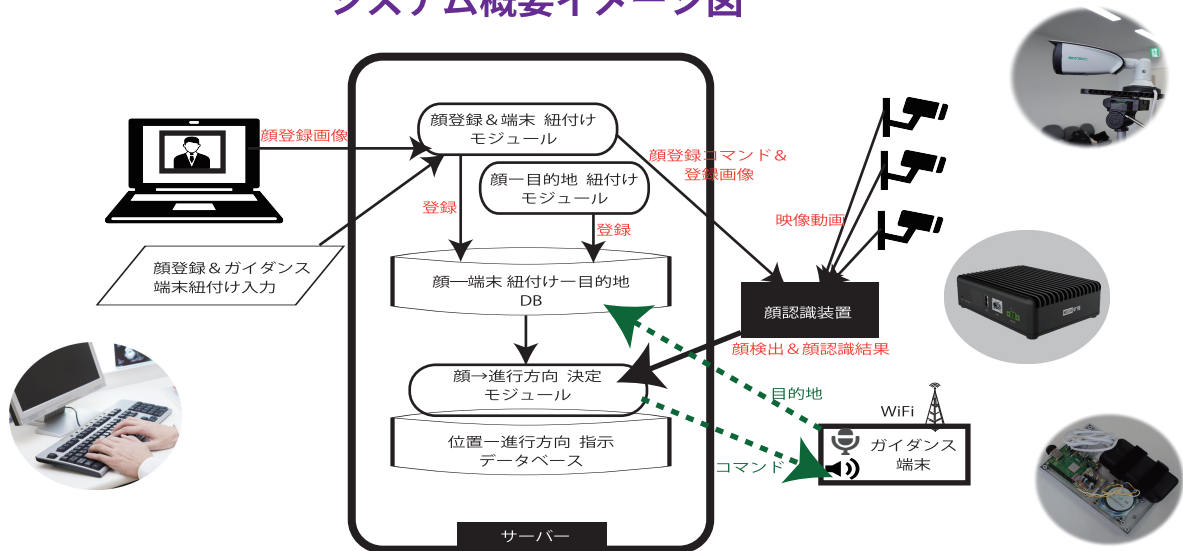 システム概要イメージ図
顔登録＆端末 紐付け
モジュール
顔登録画像
顔登録コマンド＆
登録画像
顔ー目的地 紐付け
モジュール
登録
登録
映像動画
顔登録＆ガイダンス
端末紐付け入力
顔―端末 紐付けー目的地
DB
顔認識装置
顔検出＆顔認識結果
顔→進行方向 決定
モジュール
目的地
WiFi
位置ー進行方向 指示
データベース
ガイダンス
端末
コマンド
サーバー